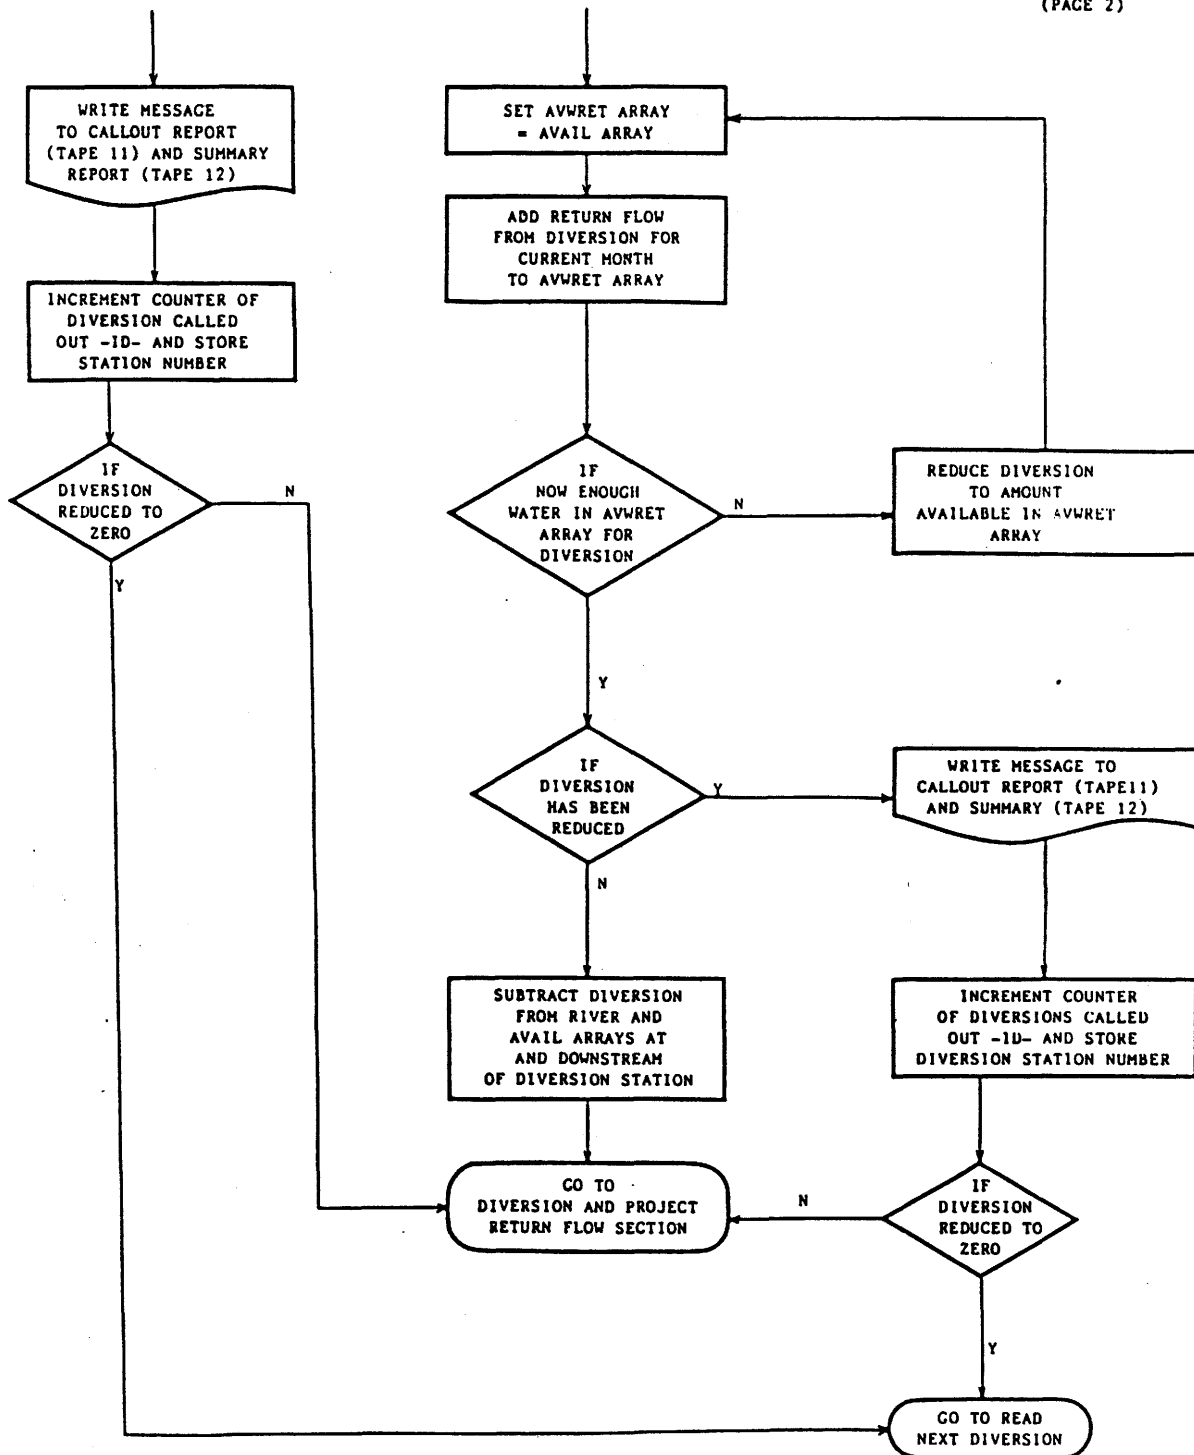 (PAGE 2)
WRITE MESSAGE
TO CALLOUT REPORT
(TAPE 11) AND SUMMARY
REPORT (TAPE 12)
INCREMENT COUNTER OF
DIVERSION CALLED
OUT -ID- AND STORE
STATION NUMBER
IF
DIVERSION
REDUCED TO
ZERO
N
Y
SET AVWRET ARRAY
= AVAIL ARRAY
ADD RETURN FLOW
FROM DIVERSION FOR
CURRENT MONTH
TO AVWRET ARRAY
IF
NOW ENOUGH
WATER IN AVWRET
ARRAY FOR
DIVERSION
N
REDUCE DIVERSION
TO AMOUNT
AVAILABLE IN AVWRET
ARRAY
Y
IF
DIVERSION
HAS BEEN
REDUCED
Y
WRITE MESSAGE TO
CALLOUT REPORT (TAPE11)
AND SUMMARY (TAPE 12)
N
SUBTRACT DIVERSION
FROM RIVER AND
AVAIL ARRAYS AT
AND DOWNSTREAM
OF DIVERSION STATION
INCREMENT COUNTER
OF DIVERSIONS CALLED
OUT -ID- AND STORE
DIVERSION STATION NUMBER
GO TO
DIVERSION AND PROJECT
RETURN FLOW SECTION
N
IF
DIVERSION
REDUCED TO
ZERO
Y
GO TO READ
NEXT DIVERSION